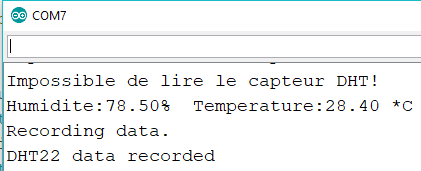 COM7
Impossible de lire le capteur DHT!
Humidite:78.50%  Temperature:28.40 *C
Recording data.
DHT22 data recorded